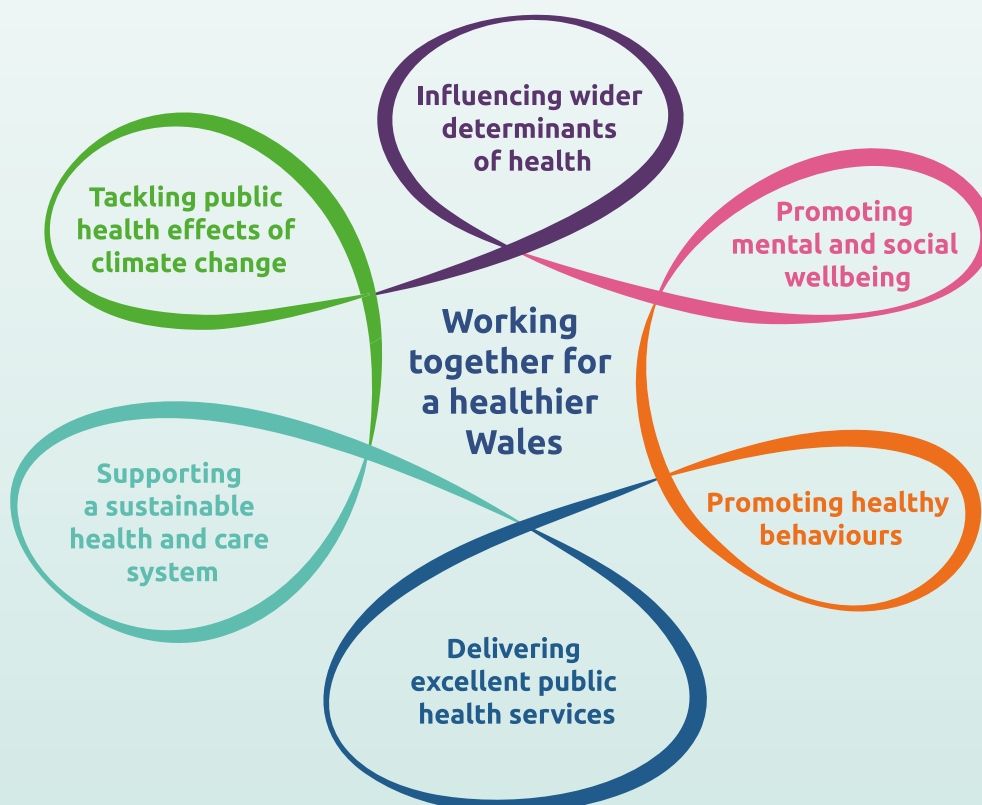 Influencing wider
determinants
of health
Tackling public
health effects of
climate change
Promoting
mental and social
wellbeing
Working
together for
a healthier
Wales
Supporting
a sustainable
health and care
system
Promoting healthy
behaviours
Delivering
excellent public
health services